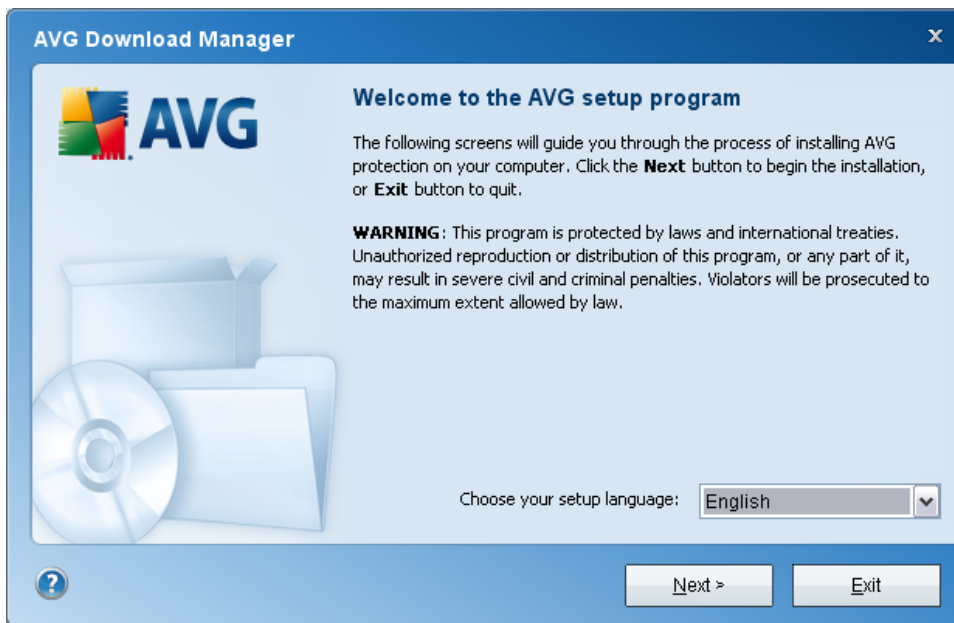 AVG Download Manager
x
AVG
Welcome to the AVG setup program
The following screens will guide you through the process of installing AVG
protection on your computer. Click the Next button to begin the installation,
or Exit button to quit.
WARNING: This program is protected by laws and international treaties.
Unauthorized reproduction or distribution of this program, or any part of it,
may result in severe civil and criminal penalties. Violators will be prosecuted to
the maximum extent allowed by law.
Choose your setup language: English
?
Next >
Exit